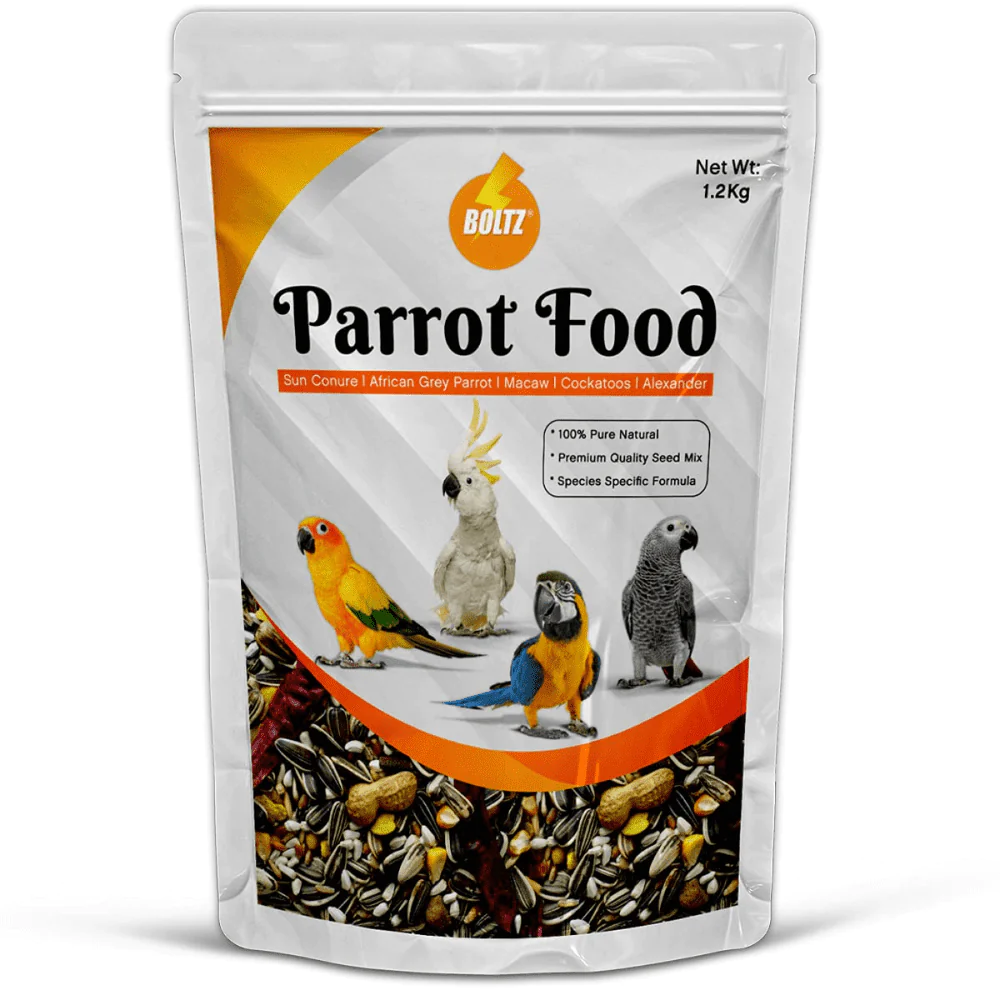 Net Wt:
1.2Kg
BOLTZ®
Parrot Food
Sun Conure | African Grey Parrot | Macaw | Cockatoos | Alexander
* 100% Pure Natural
* Premium Quality Seed Mix
* Species Specific Formula